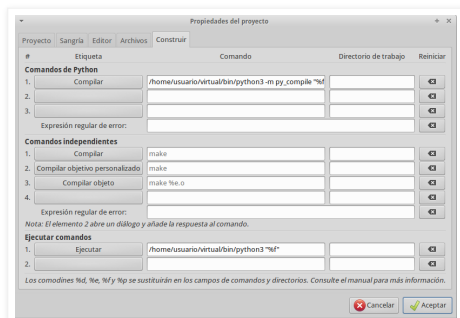 Propiedades del proyecto
Proyecto Sangría Editor Archivos Construir
# Etiqueta Comando Directorio de trabajo Reiniciar
Comandos de Python
1. Compilar /home/usuario/virtual/bin/python3 -m py_compile "%f
2.
3.
Expresión regular de error:
Comandos independientes
1. Compilar make
2. Compilar objetivo personalizado make
3. Compilar objeto make %e.o
4.
Expresión regular de error:
Nota: El elemento 2 abre un diálogo y añade la respuesta al comando.
Ejecutar comandos
1. Ejecutar /home/usuario/virtual/bin/python3 "%f"
2.
Los comodines %d, %e, %f y %p se sustituirán en los campos de comandos y directorios. Consulte el manual para más información.
Cancelar Aceptar